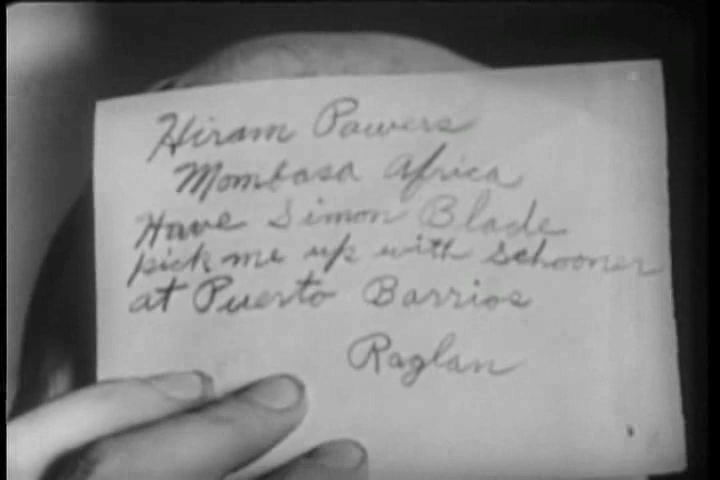 Hiram Powers
Mombasa Africa
Have Simon Blade
pick me up with schooner
at Puerto Barrios
Raglan